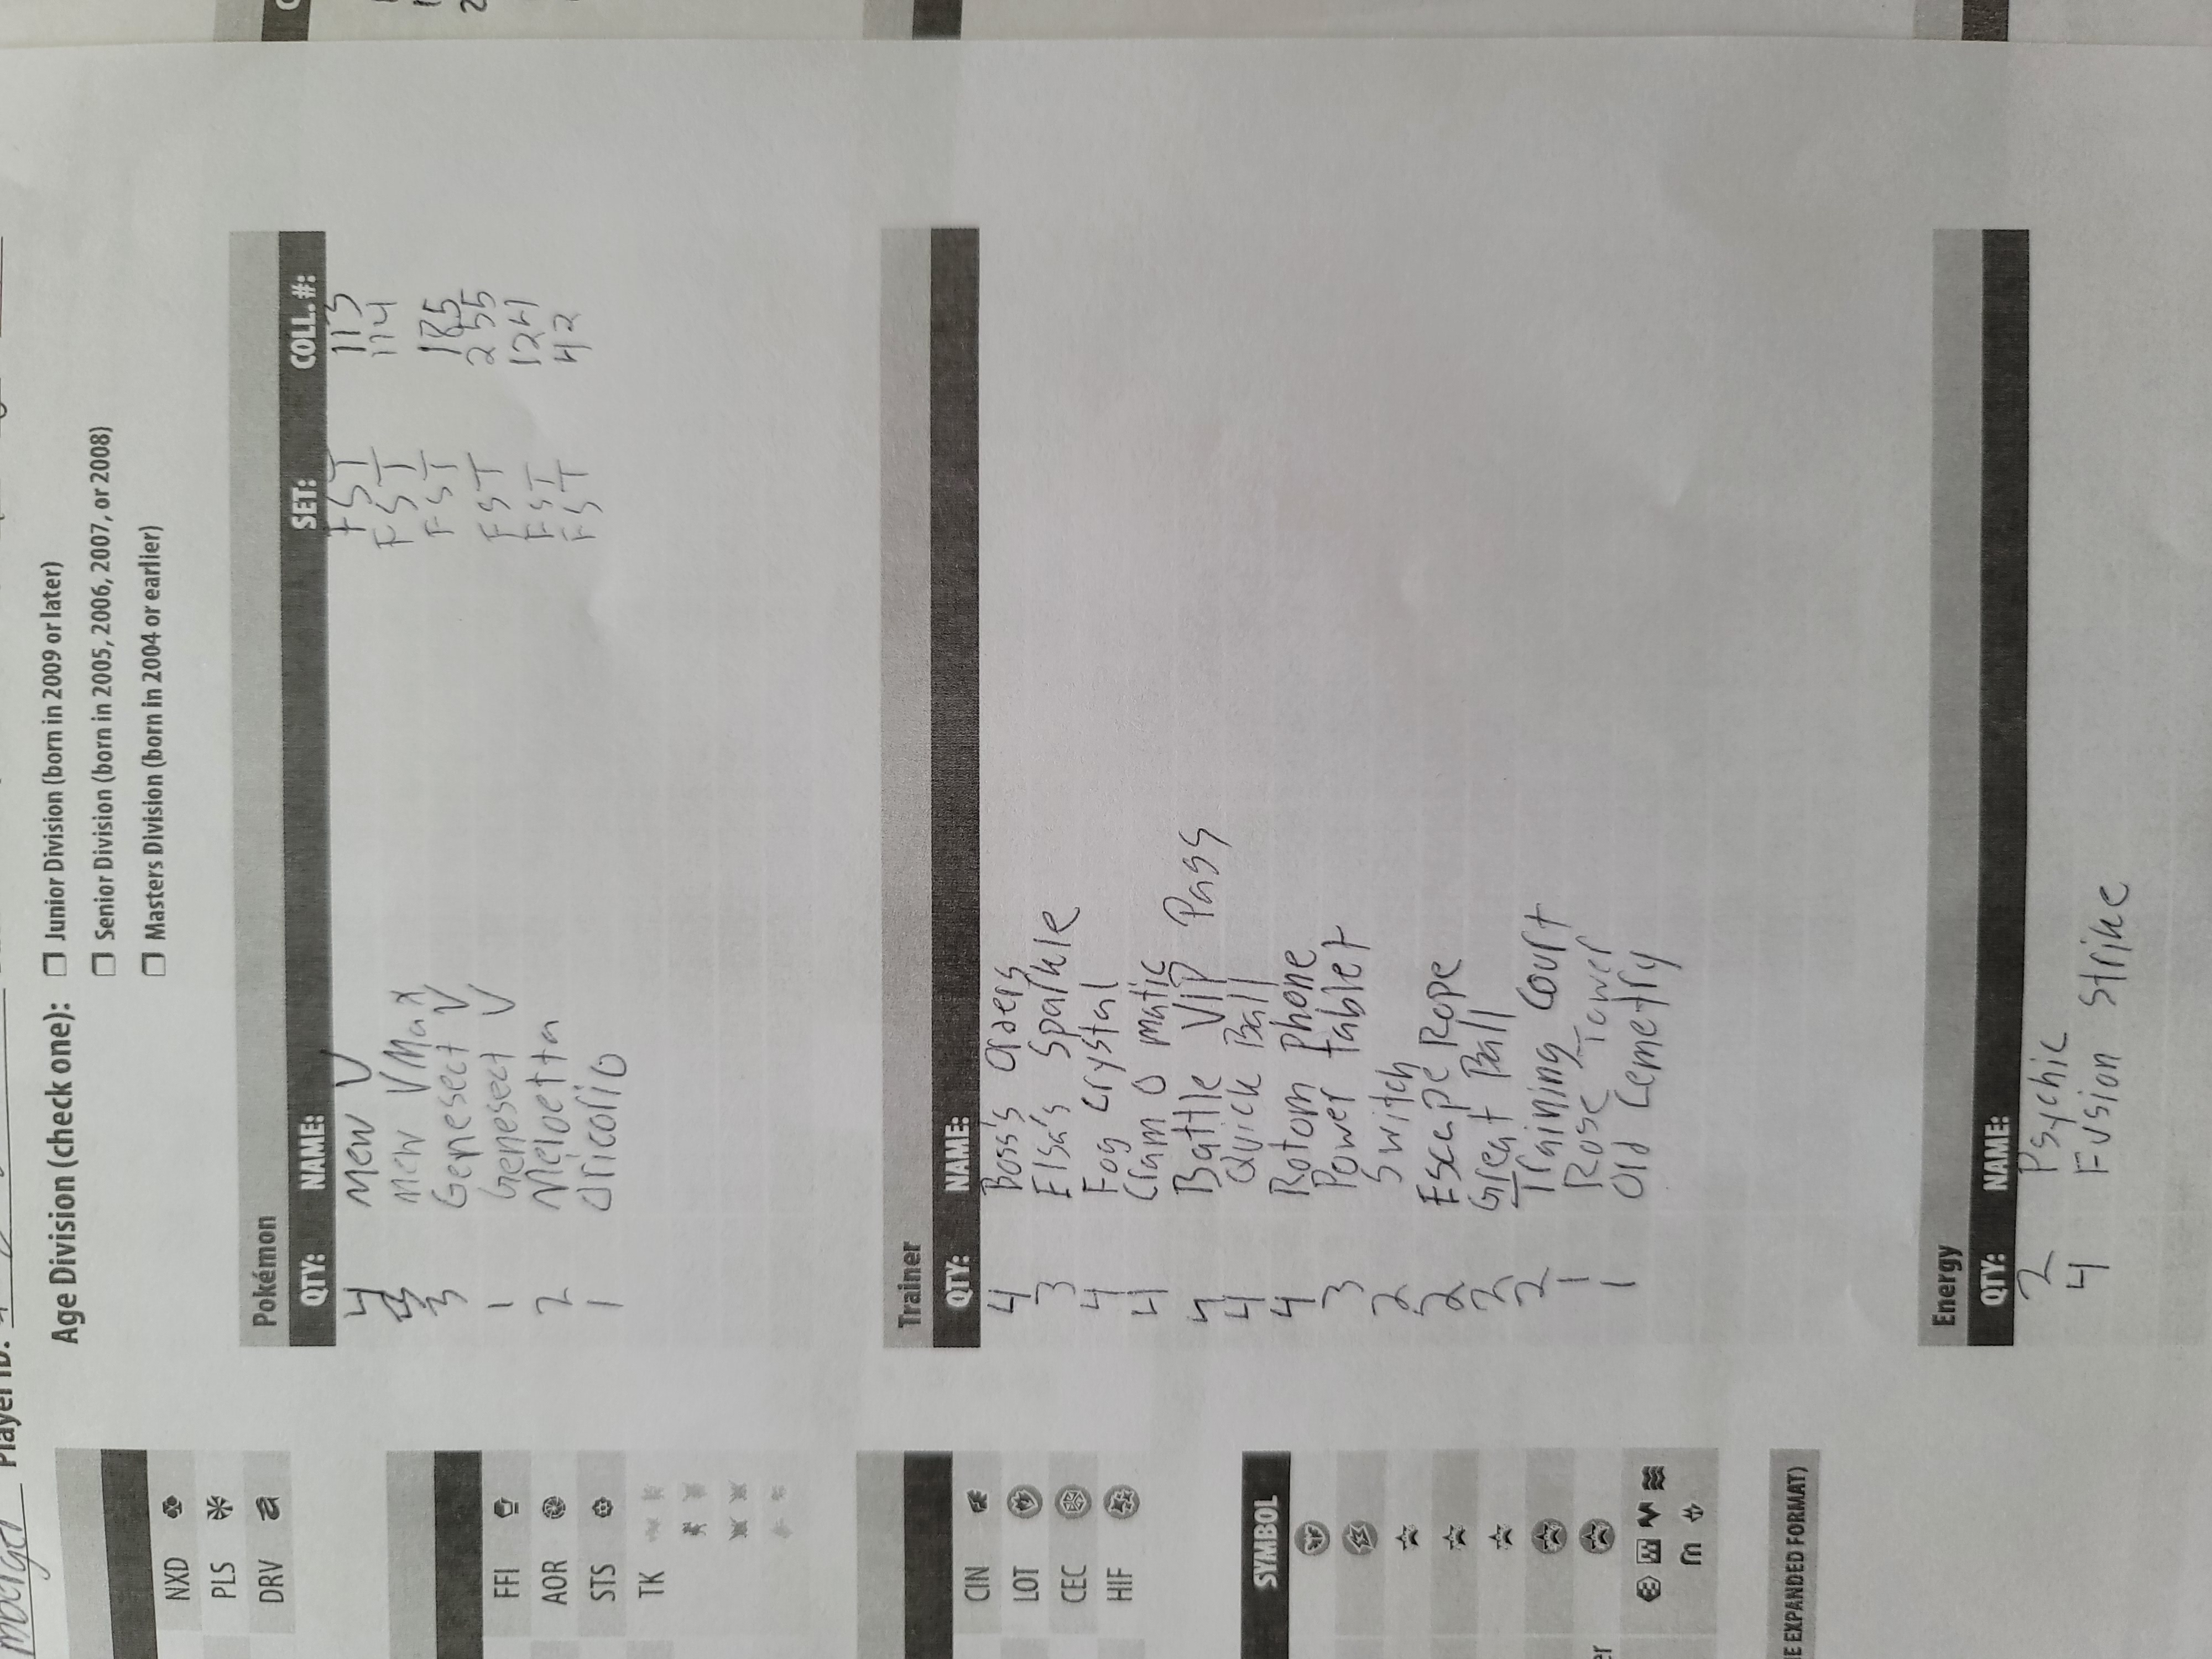 mberger Player ID:
Age Division (check one): Junior Division (born in 2009 or later)
Senior Division (born in 2005, 2006, 2007, or 2008)
Masters Division (born in 2004 or earlier)
NXD
PLS
DRV
FFI
AOR
STS
TK
CIN
LOT
CEC
HIF
SYMBOL
er
E EXPANDED FORMAT)
Pokémon
QTY: NAME: SET: COLL. #:
4 Mew V FST 113
Mew VMax FST 114
3 Genesect V FST 185
1 Genesect V FST 255
2 Meloetta FST 124
1 Oricorio FST 42
Trainer
QTY: NAME:
4 Boss's Orders
3 Elsa's Sparkle
4 Fog Crystal
4 Cram O matic
4 Battle VIP Pass
4 Quick Ball
4 Rotom phone
3 Power tablet
2 Switch
2 Escape Rope
Great Ball
2 Training Court
1 Rose Tower
1 Old Cemetry
Energy
QTY: NAME:
2 Psychic
4 Fusion Strike